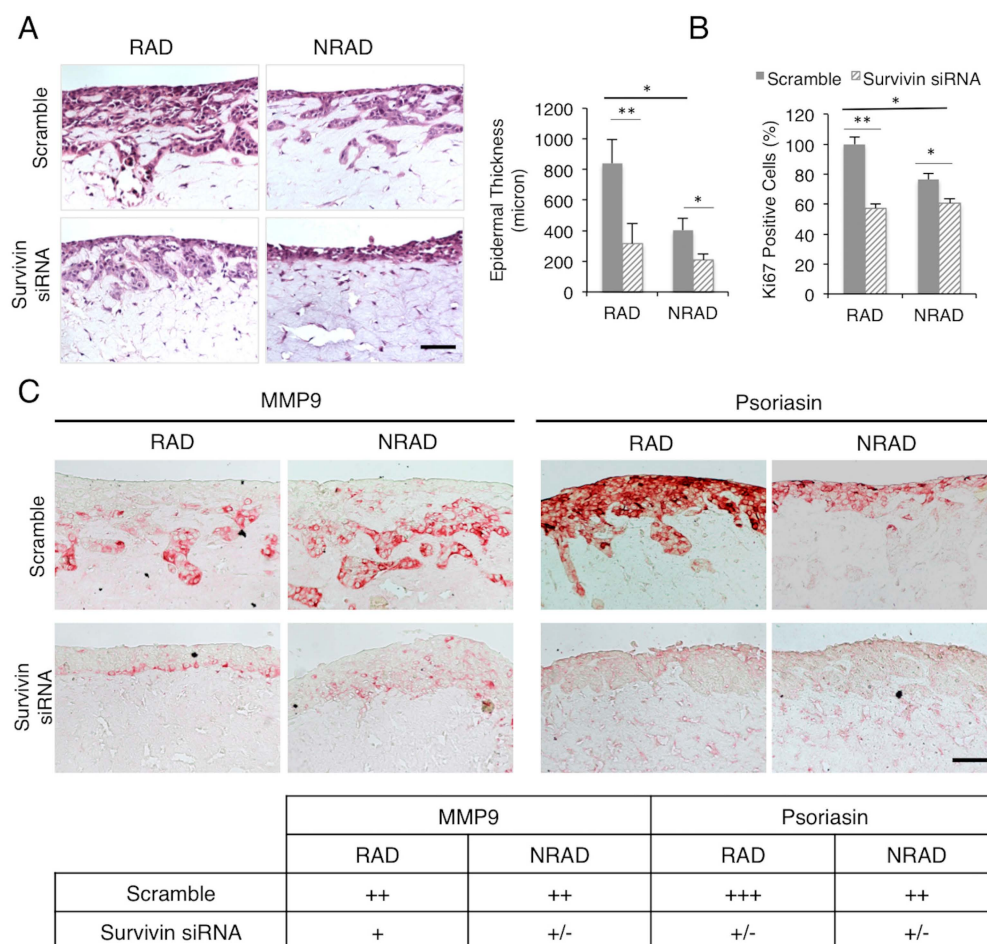 A
RAD
NRAD
Scramble
Survivin
siRNA
Epidermal Thickness
(micron)
1200
1000
800
600
400
200
0
*
**
*
RAD
NRAD
B
Scramble
Survivin siRNA
Ki67 Positive Cells (%)
120
100
80
60
40
20
0
*
**
*
RAD
NRAD
C
MMP9
Psoriasin
RAD
NRAD
RAD
NRAD
Scramble
Survivin
siRNA
MMP9
Psoriasin
RAD
NRAD
RAD
NRAD
Scramble
++
++
+++
++
Survivin siRNA
+
+/-
+/-
+/-